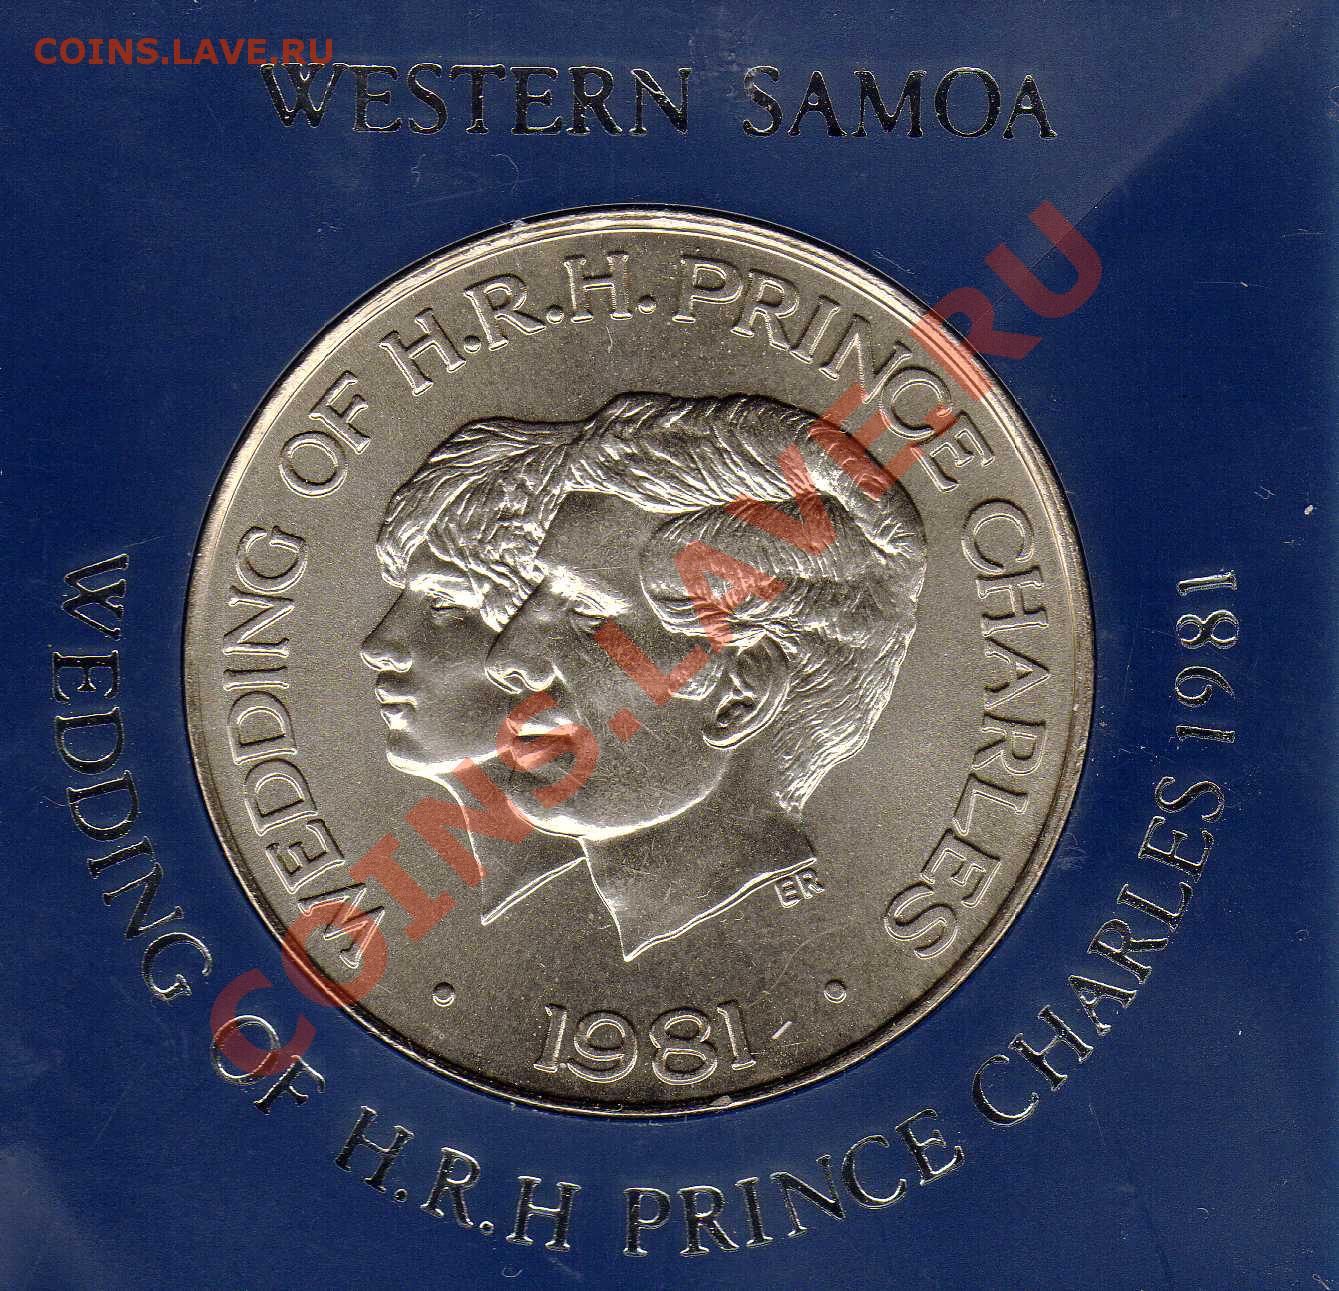 COINS.LAVE.RU
WESTERN SAMOA
WEDDING OF H.R.H. PRINCE CHARLES
ER
· 1981 ·
WEDDING OF H.R.H PRINCE CHARLES 1981
COINS.LAVE.RU